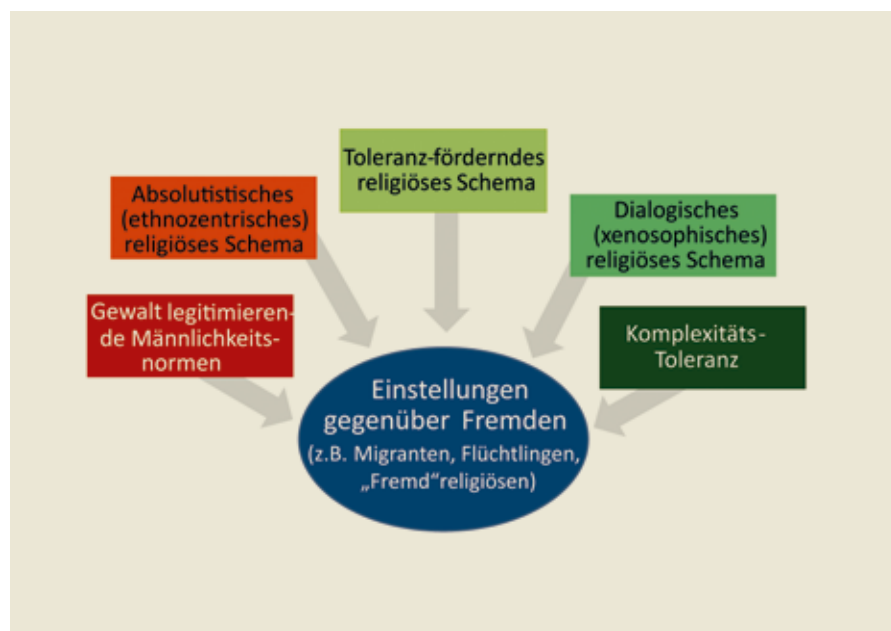 Toleranz-förderndes
religiöses Schema
Absolutistisches
(ethnozentrisches)
religiöses Schema
Dialogisches
(xenosophisches)
religiöses Schema
Gewalt legitimieren-
de Männlichkeits-
normen
Komplexitäts-
Toleranz
Einstellungen
gegenüber Fremden
(z.B. Migranten, Flüchtlingen,
„Fremd“religiösen)